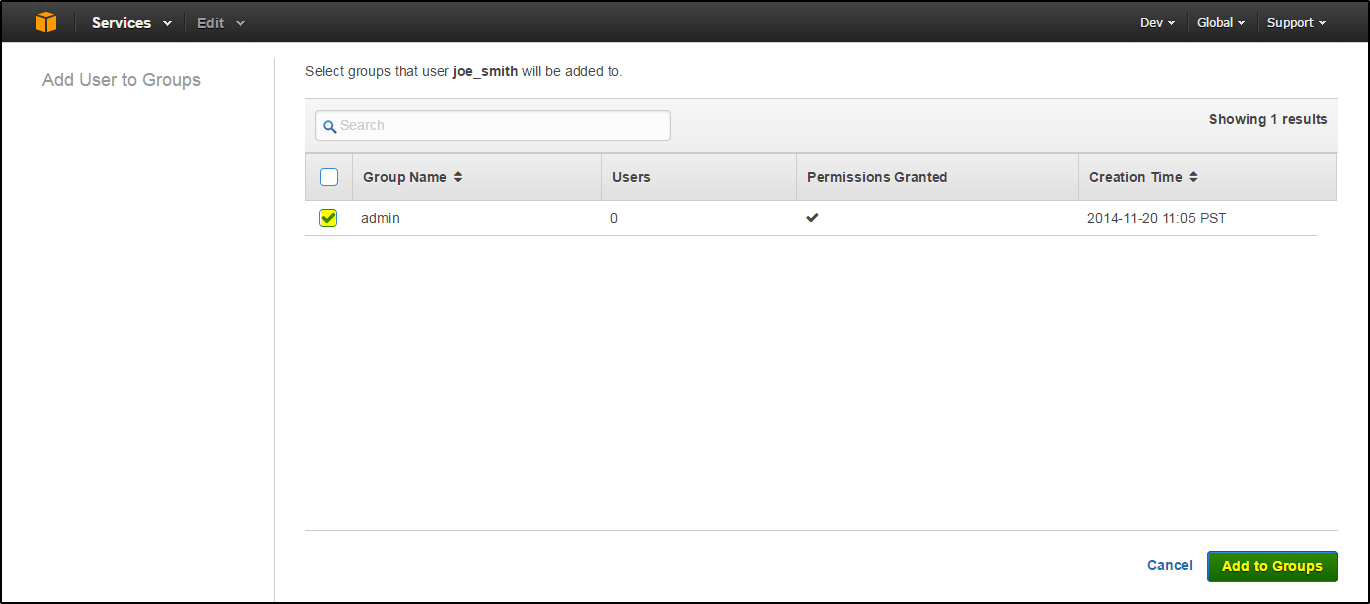 Services Edit Dev Global Support
Add User to Groups
Select groups that user joe_smith will be added to.
Search
Showing 1 results
Group Name Users Permissions Granted Creation Time
admin 0 2014-11-20 11:05 PST
Cancel Add to Groups